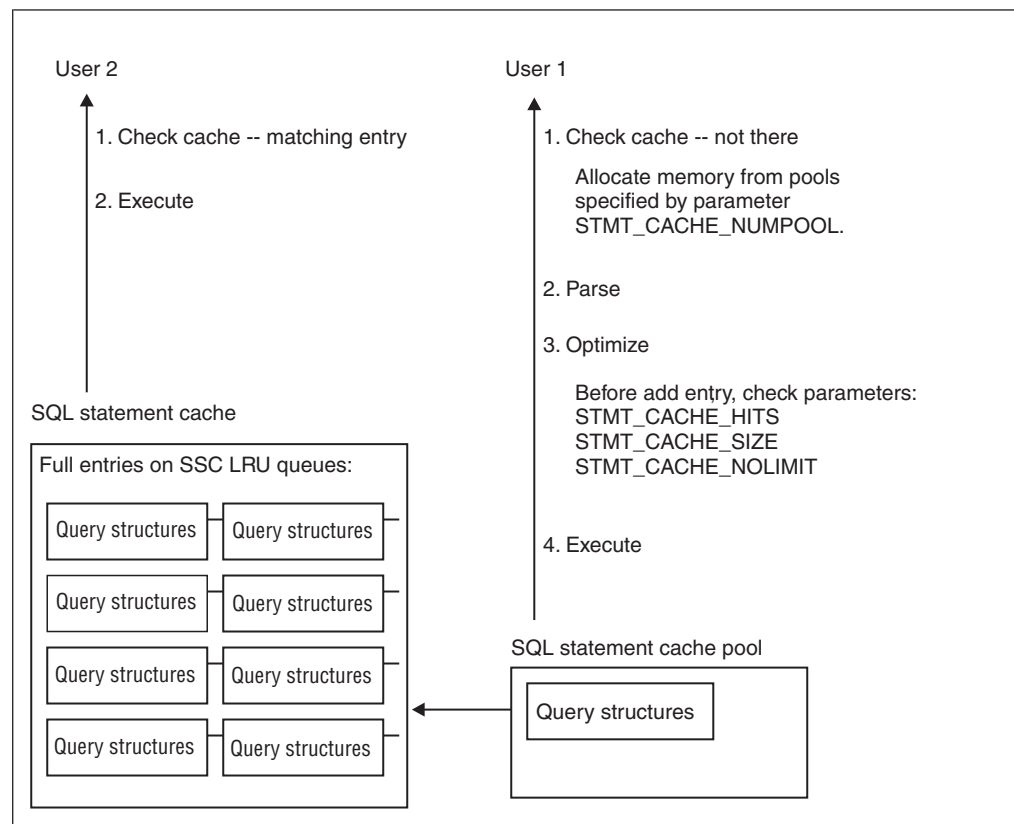 User 2
1. Check cache -- matching entry
2. Execute
SQL statement cache
Full entries on SSC LRU queues:
Query structures
Query structures
Query structures
Query structures
Query structures
Query structures
Query structures
Query structures
User 1
1. Check cache -- not there
Allocate memory from pools
specified by parameter
STMT_CACHE_NUMPOOL.
2. Parse
3. Optimize
Before add entry, check parameters:
STMT_CACHE_HITS
STMT_CACHE_SIZE
STMT_CACHE_NOLIMIT
4. Execute
SQL statement cache pool
Query structures